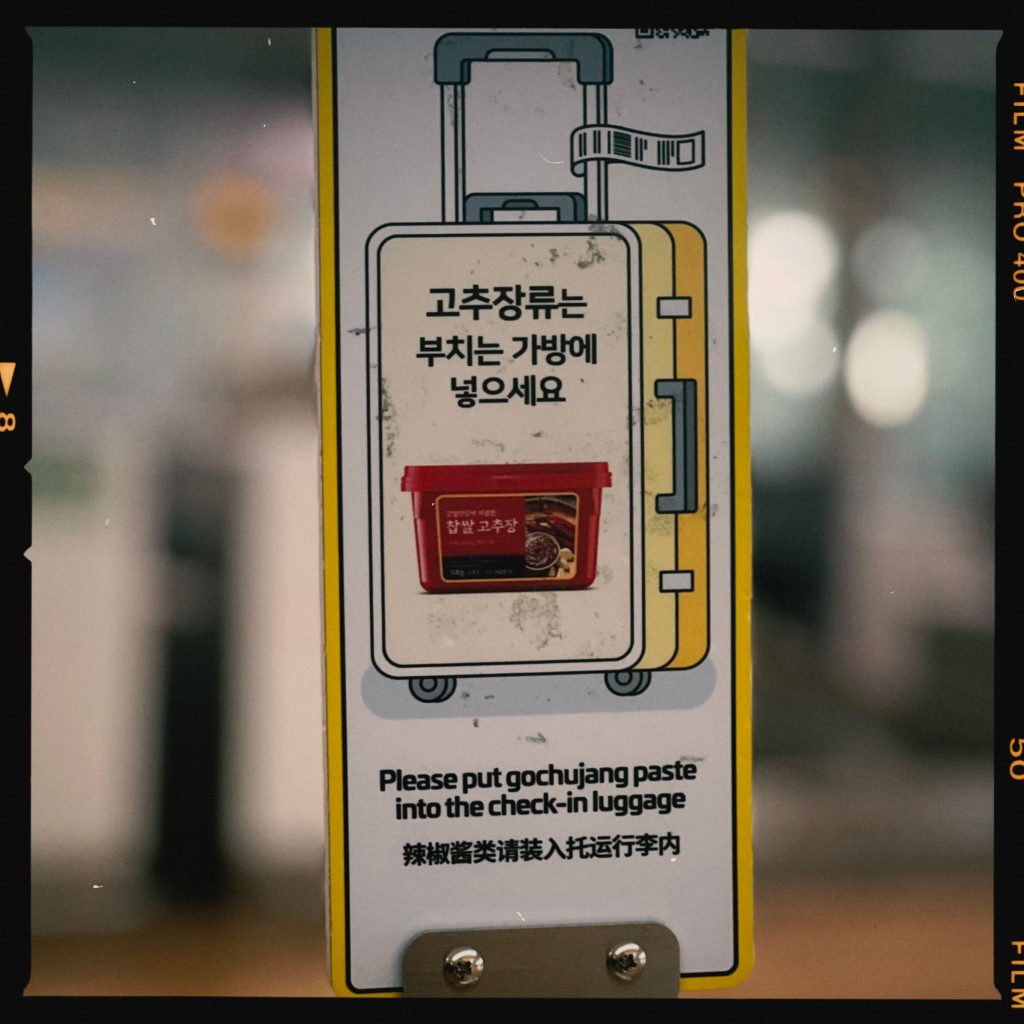 고추장류는
부치는 가방에
넣으세요
찹쌀 고추장
Please put gochujang paste
into the check-in luggage
辣椒酱类请装入托运行李内
FILM PRO 400
8
50
FILM